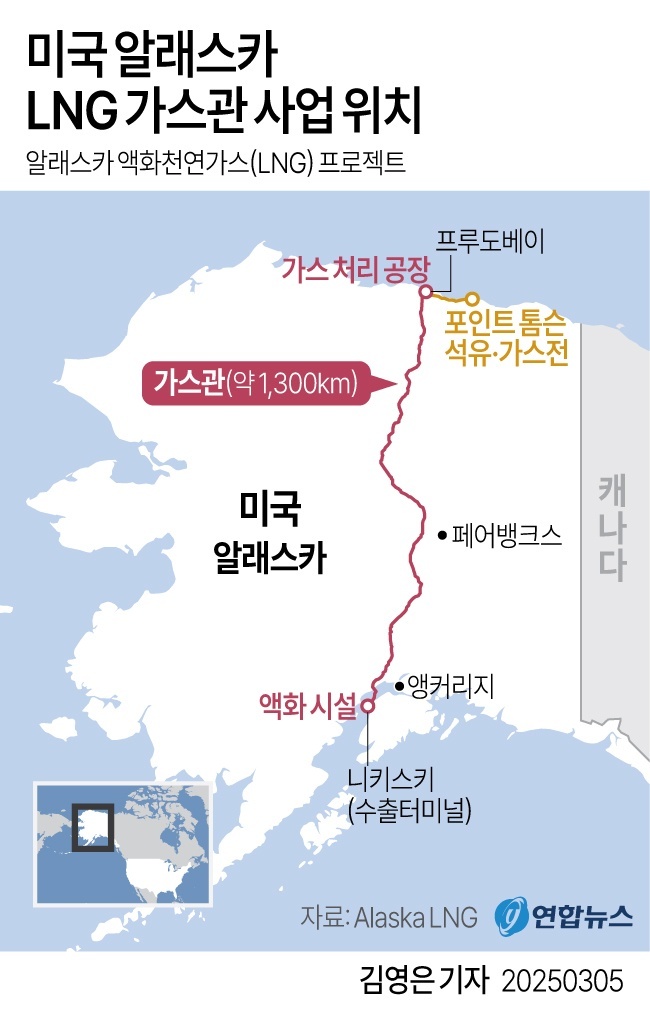 미국 알래스카
LNG 가스관 사업 위치
알래스카 액화천연가스(LNG) 프로젝트
프루도베이
가스 처리 공장
포인트 톰슨
석유·가스전
가스관(약 1,300km)
캐나다
미국
알래스카
페어뱅크스
앵커리지
액화 시설
니키스키
(수출터미널)
자료: Alaska LNG
연합뉴스
김영은 기자 20250305